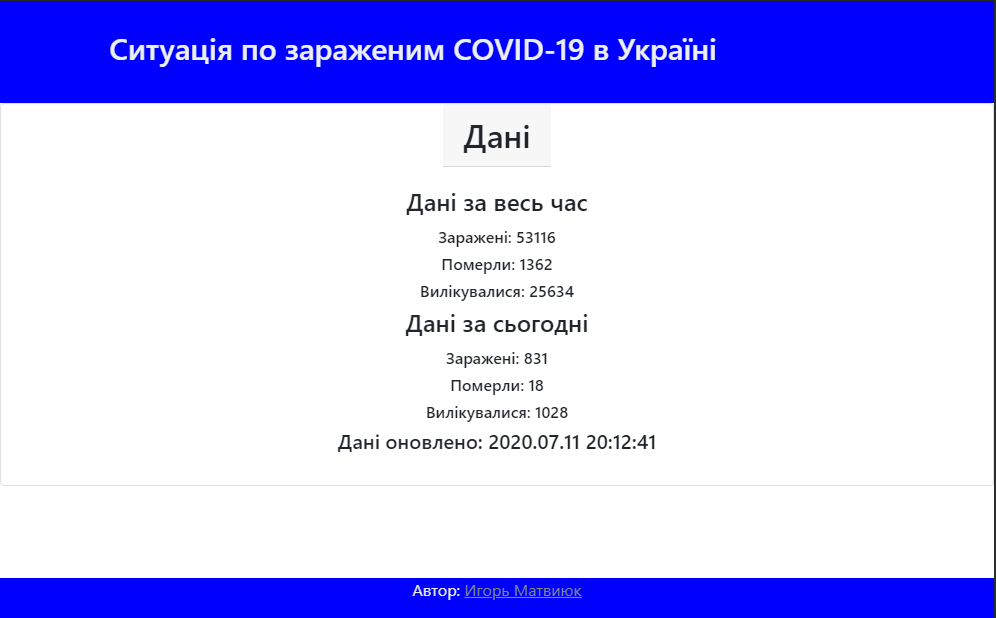 Ситуація по зараженим COVID-19 в Україні
Дані
Дані за весь час
Заражені: 53116
Померли: 1362
Вилікувалися: 25634
Дані за сьогодні
Заражені: 831
Померли: 18
Вилікувалися: 1028
Дані оновлено: 2020.07.11 20:12:41
Автор: Игорь Матвиюк